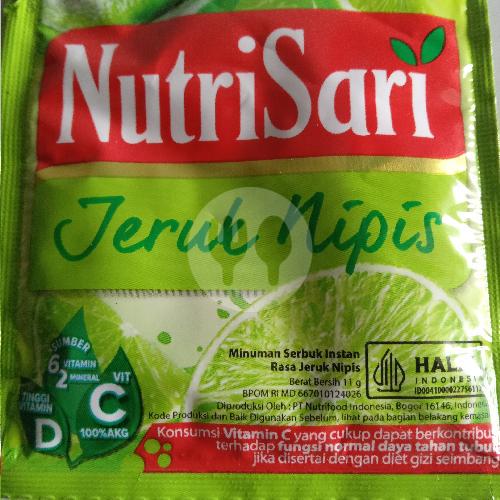 NutriSari
Jeruk Nipis
SUMBER
6 VITAMIN
2 MINERAL
TINGGI
VITAMIN
D
VIT
C
100%AKG
Minuman Serbuk Instan
Rasa Jeruk Nipis
Berat Bersih 11 g
BPOM RI MD 667010124026
Diproduksi Oleh : PT Nutrifood Indonesia, Bogor 16146, Indonesia
Kode Produksi dan Baik Digunakan Sebelum, lihat pada bagian belakang kemasan
HALAL
INDONESIA
Konsumsi Vitamin C yang cukup dapat berkontribusi
terhadap fungsi normal daya tahan tubuh
jika disertai dengan diet gizi seimbang